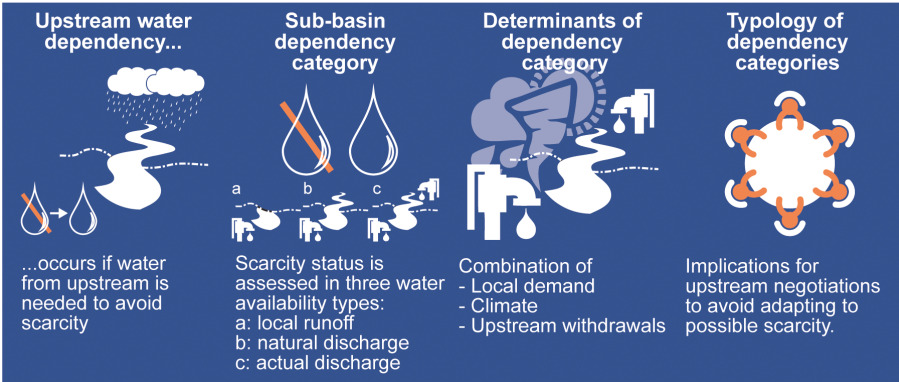 Upstream water
dependency...
...occurs if water
from upstream is
needed to avoid
scarcity
Sub-basin
dependency
category
a
b
c
Scarcity status is
assessed in three water
availability types:
a: local runoff
b: natural discharge
c: actual discharge
Determinants of
dependency
category
Combination of
- Local demand
- Climate
- Upstream withdrawals
Typology of
dependency
categories
Implications for
upstream negotiations
to avoid adapting to
possible scarcity.